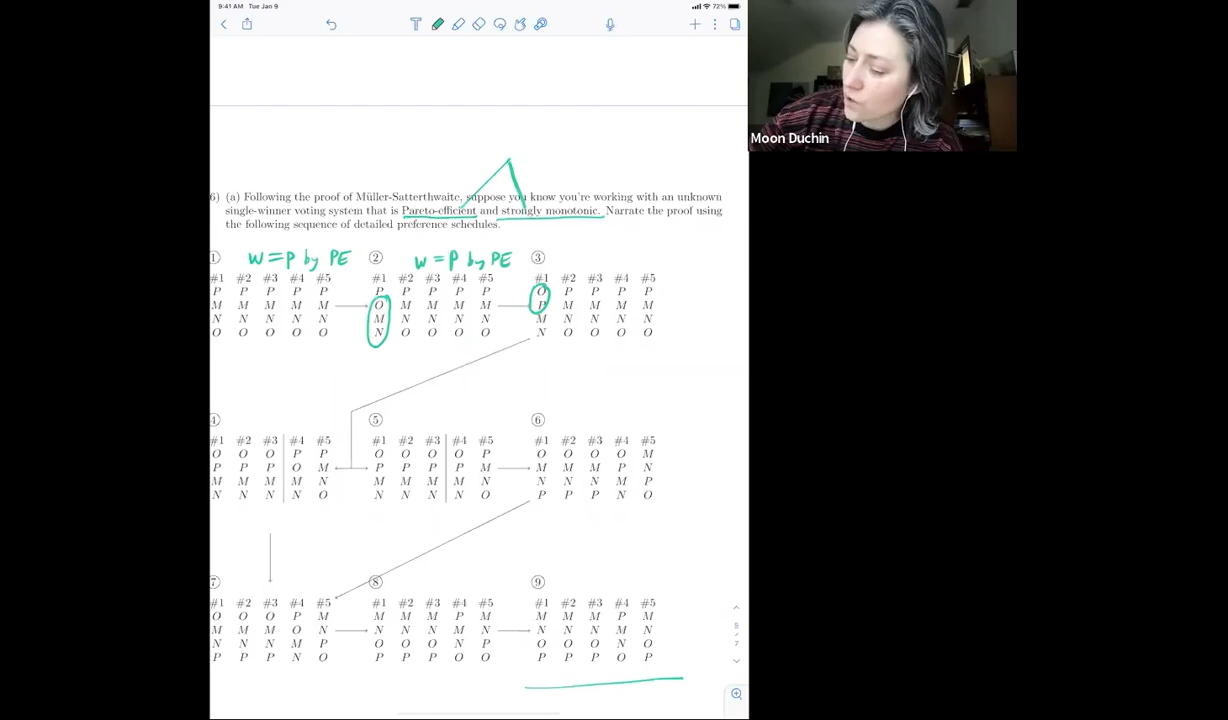 9:41 AM Tue Jan 9
72%
Moon Duchin
6) (a) Following the proof of Müller-Satterthwaite, suppose you know you're working with an unknown
single-winner voting system that is Pareto-efficient and strongly monotonic. Narrate the proof using
the following sequence of detailed preference schedules.
① w=P by PE ② w=P by PE ③
#1 #2 #3 #4 #5 #1 #2 #3 #4 #5 #1 #2 #3 #4 #5
P P P P P P P P P P O P P P P
M M M M M O M M M M P M M M M
N N N N N M N N N N M N N N N
O O O O O N O O O O N O O O O
④ ⑤ ⑥
#1 #2 #3 #4 #5 #1 #2 #3 #4 #5 #1 #2 #3 #4 #5
O O O P P O O O O P O O O O M
P P P O M P P P P M M M M P N
M M M M N M M M M N N N N M P
N N N N O N N N N O P P P N O
⑦ ⑧ ⑨
#1 #2 #3 #4 #5 #1 #2 #3 #4 #5 #1 #2 #3 #4 #5
O O O P M M M M P M M M M P M
M M M O N N N N M N N N N M N
N N N M P O O O N P O O O N O
P P P N O P P P O O P P P O P